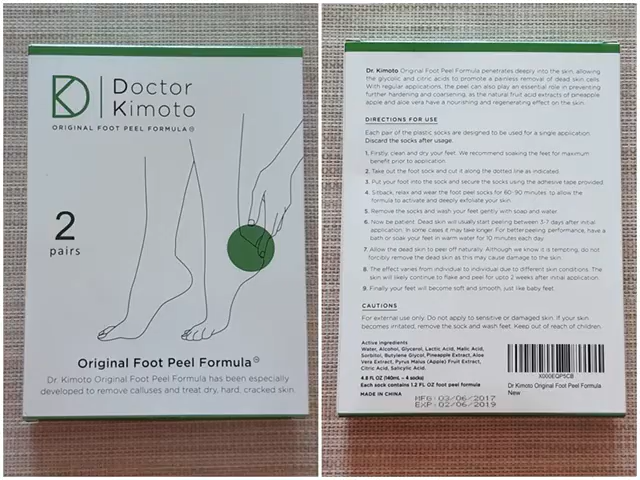 Doctor
Kimoto
ORIGINAL FOOT PEEL FORMULA
2
pairs
Original Foot Peel Formula
Dr. Kimoto Original Foot Peel Formula has been especially
developed to remove calluses and treat dry, hard, cracked skin.
Dr. Kimoto Original Foot Peel Formula penetrates deeply into the skin, allowing
the glycolic and citric acids to promote a painless removal of dead skin cells.
With regular applications, the peel can also play an essential role in preventing
further hardening and coarsening, as the natural fruit acid extracts of pineapple
apple and aloe vera have a nourishing and regenerating effect on the skin.
DIRECTIONS FOR USE
Each pair of the plastic socks are designed to be used for a single application.
Discard the socks after usage.
1. Firstly, clean and dry your feet. We recommend soaking the feet for maximum
benefit prior to application.
2. Take out the foot sock and cut it along the dotted line as indicated.
3. Put your foot into the sock and secure the socks using the adhesive tape provided
4. Sit back, relax and wear the foot peel socks for 60-90 minutes, to allow the
formula to activate and deeply exfoliate your skin.
5. Remove the socks and wash your feet gently with soap and water.
6. Now be patient. Dead skin will usually start peeling between 3-7 days after initial
application. In some cases it may take longer. For better peeling performance, have a
bath or soak your feet in warm water for 10 minutes each day.
7. Allow the dead skin to peel off naturally. Although we know it is tempting, do not
forcibly remove the dead skin as this may cause damage to the skin.
8. The effect varies from individual to individual due to different skin conditions. The
skin will likely continue to flake and peel for upto 2 weeks after initial application.
9. Finally your feet will become soft and smooth, just like baby feet.
CAUTIONS
For external use only. Do not apply to sensitive or damaged skin. If your skin
becomes irritated, remove the sock and wash feet. Keep out of reach of children.
Active ingredients
Water, Alcohol, Glycerol, Lactic Acid, Malic Acid,
Sorbitol, Butylene Glycol, Pineapple Extract, Aloe
Vera Extract, Pyrus Malus (Apple) Fruit Extract,
Citric Acid, Salicylic Acid.
4.8 FL OZ (140mL – 4 socks)
Each sock contains 1.2 FL OZ foot peel formula
MADE IN CHINA
MFG: 03/06/2017
EXP: 02/06/2019
X000EQP5CB
Dr Kimoto Original Foot Peel Formula
New